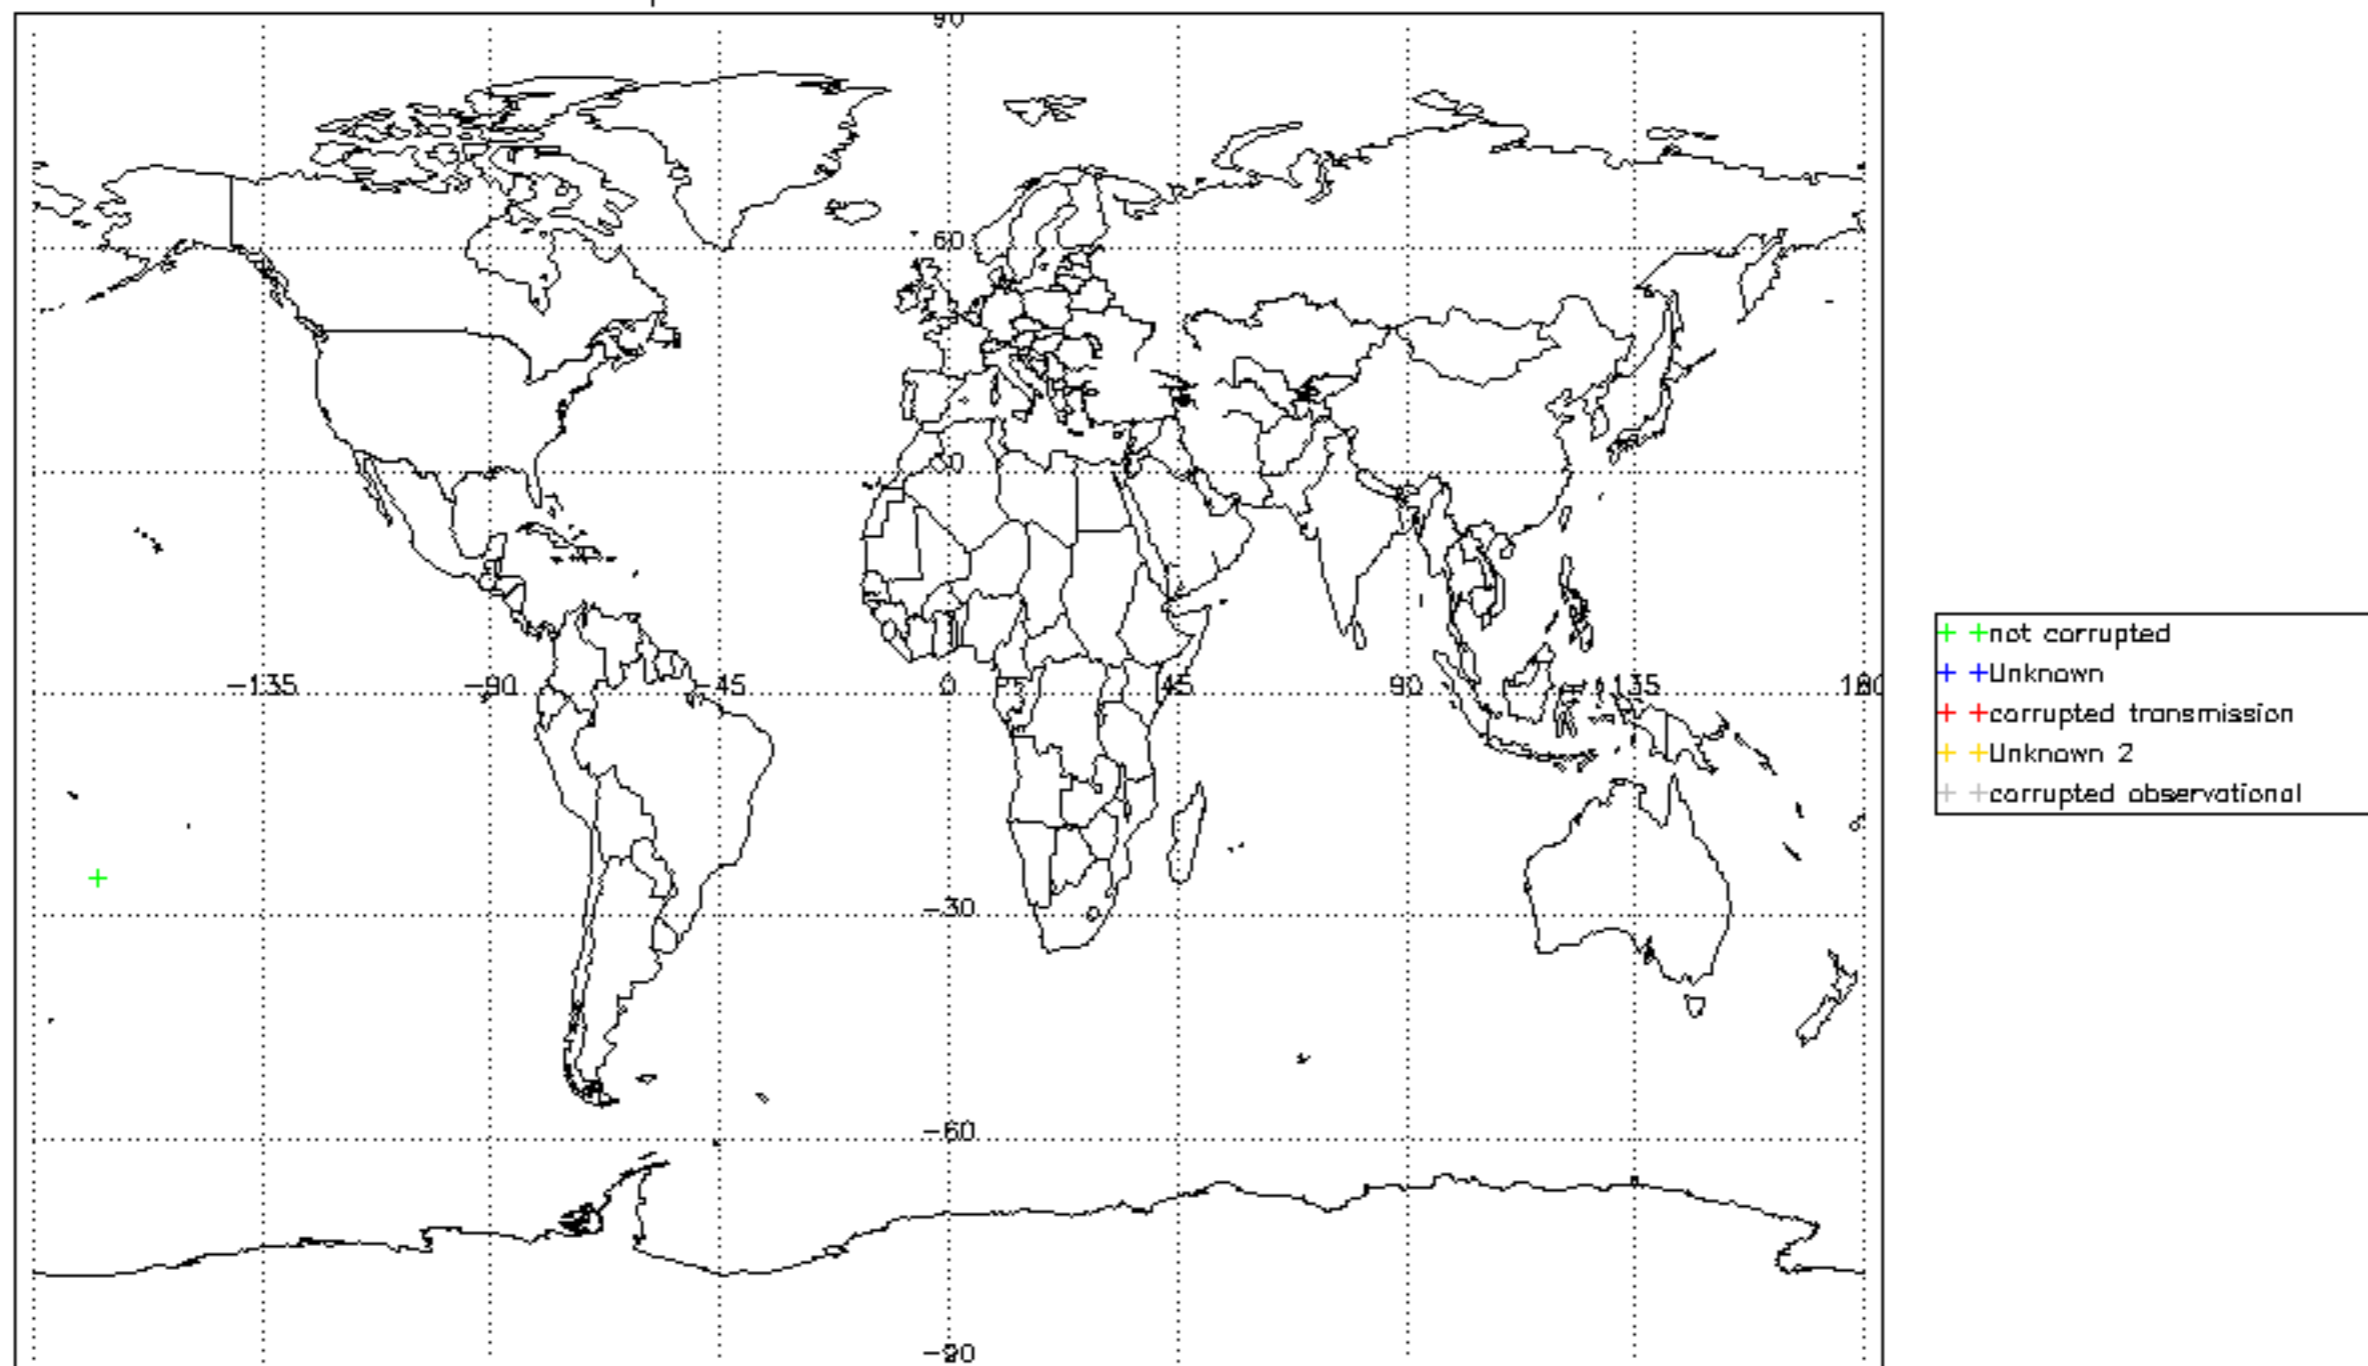 90
60
30
-135 -90 -45 0 45 90 135 180
-30
-60
-90
not corrupted
Unknown
corrupted transmission
Unknown 2
corrupted observational